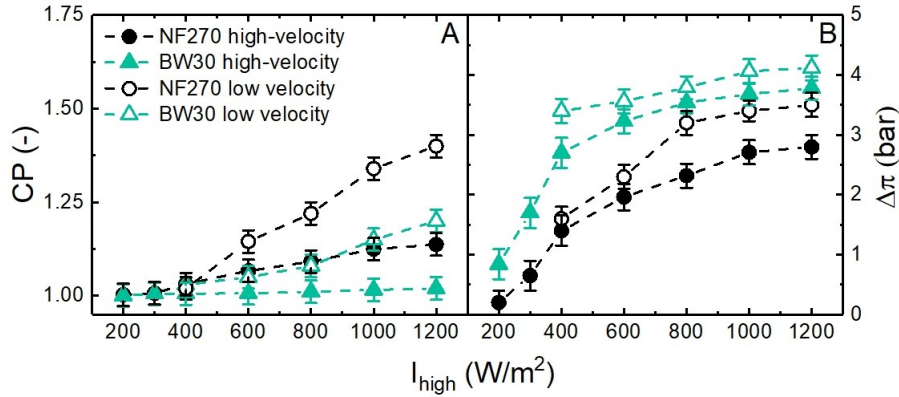 1.75
1.50
1.25
1.00
CP (-)
NF270 high-velocity
BW30 high-velocity
NF270 low velocity
BW30 low velocity
A
200 400 600 800 1000 1200
B
5
4
3
2
1
0
Δπ (bar)
200 400 600 800 1000 1200
I_high (W/m²)